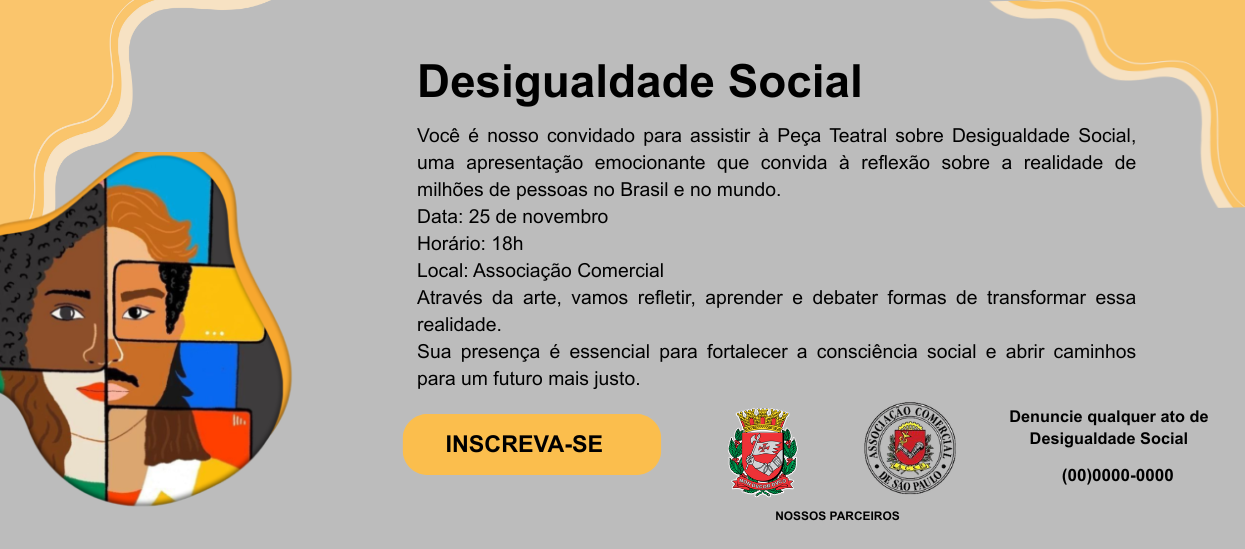 Desigualdade Social
Você é nosso convidado para assistir à Peça Teatral sobre Desigualdade Social,
uma apresentação emocionante que convida à reflexão sobre a realidade de
milhões de pessoas no Brasil e no mundo.
Data: 25 de novembro
Horário: 18h
Local: Associação Comercial
Através da arte, vamos refletir, aprender e debater formas de transformar essa
realidade.
Sua presença é essencial para fortalecer a consciência social e abrir caminhos
para um futuro mais justo.
INSCREVA-SE
ASSOCIAÇÃO COMERCIAL
DE SÃO PAULO
NOSSOS PARCEIROS
Denuncie qualquer ato de
Desigualdade Social
(00)0000-0000